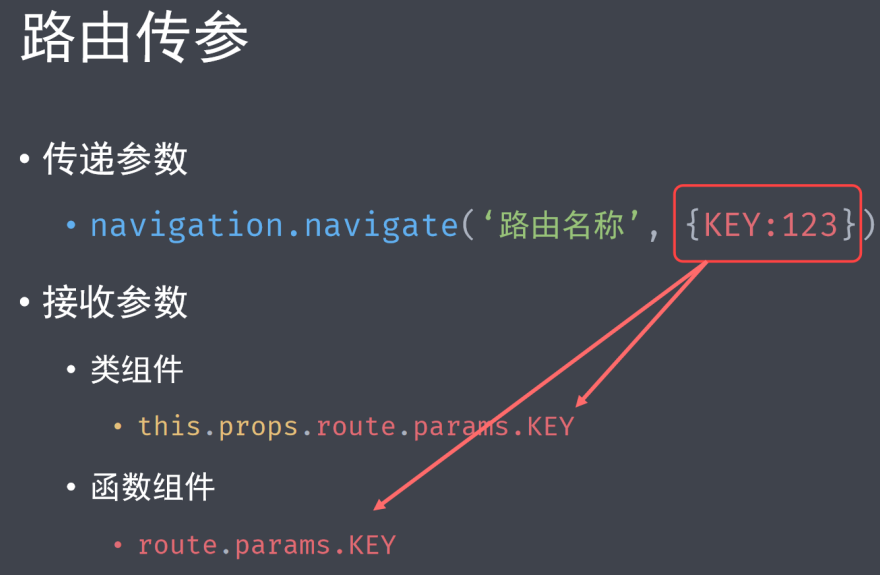 路由传参
• 传递参数
• navigation.navigate(‘路由名称’, {KEY:123})
• 接收参数
• 类组件
• this.props.route.params.KEY
• 函数组件
• route.params.KEY